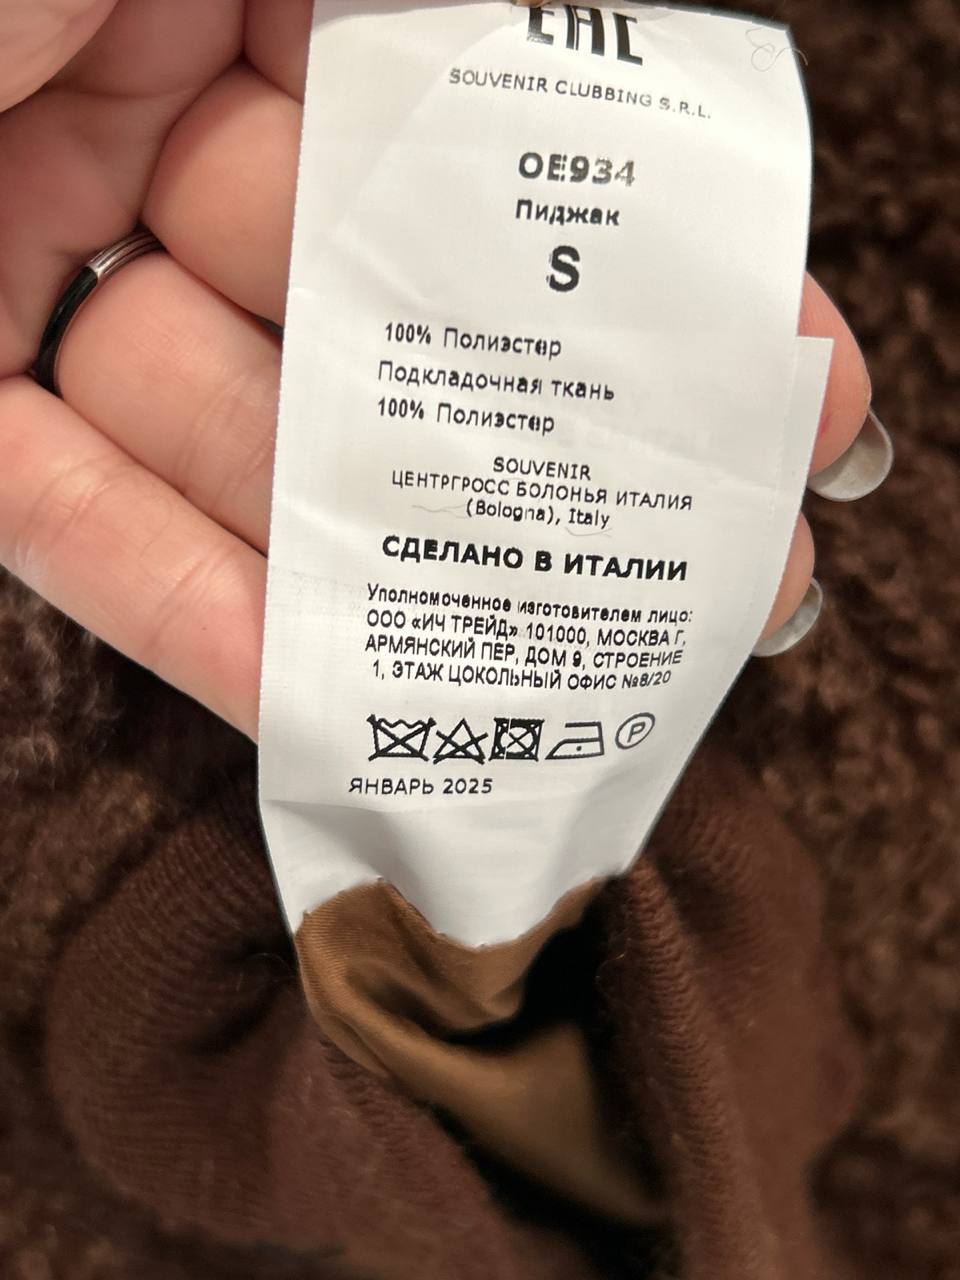 EAC
SOUVENIR CLUBBING S.R.L.
OE934
Пиджак
S
100% Полиэстер
Подкладочная ткань
100% Полиэстер
SOUVENIR
ЦЕНТРГРОСС БОЛОНЬЯ ИТАЛИЯ
(Bologna), Italy
СДЕЛАНО В ИТАЛИИ
Уполномоченное изготовителем лицо:
ООО «ИЧ ТРЕЙД» 101000, МОСКВА Г,
АРМЯНСКИЙ ПЕР, ДОМ 9, СТРОЕНИЕ
1, ЭТАЖ ЦОКОЛЬНЫЙ ОФИС №8/20
P
ЯНВАРЬ 2025